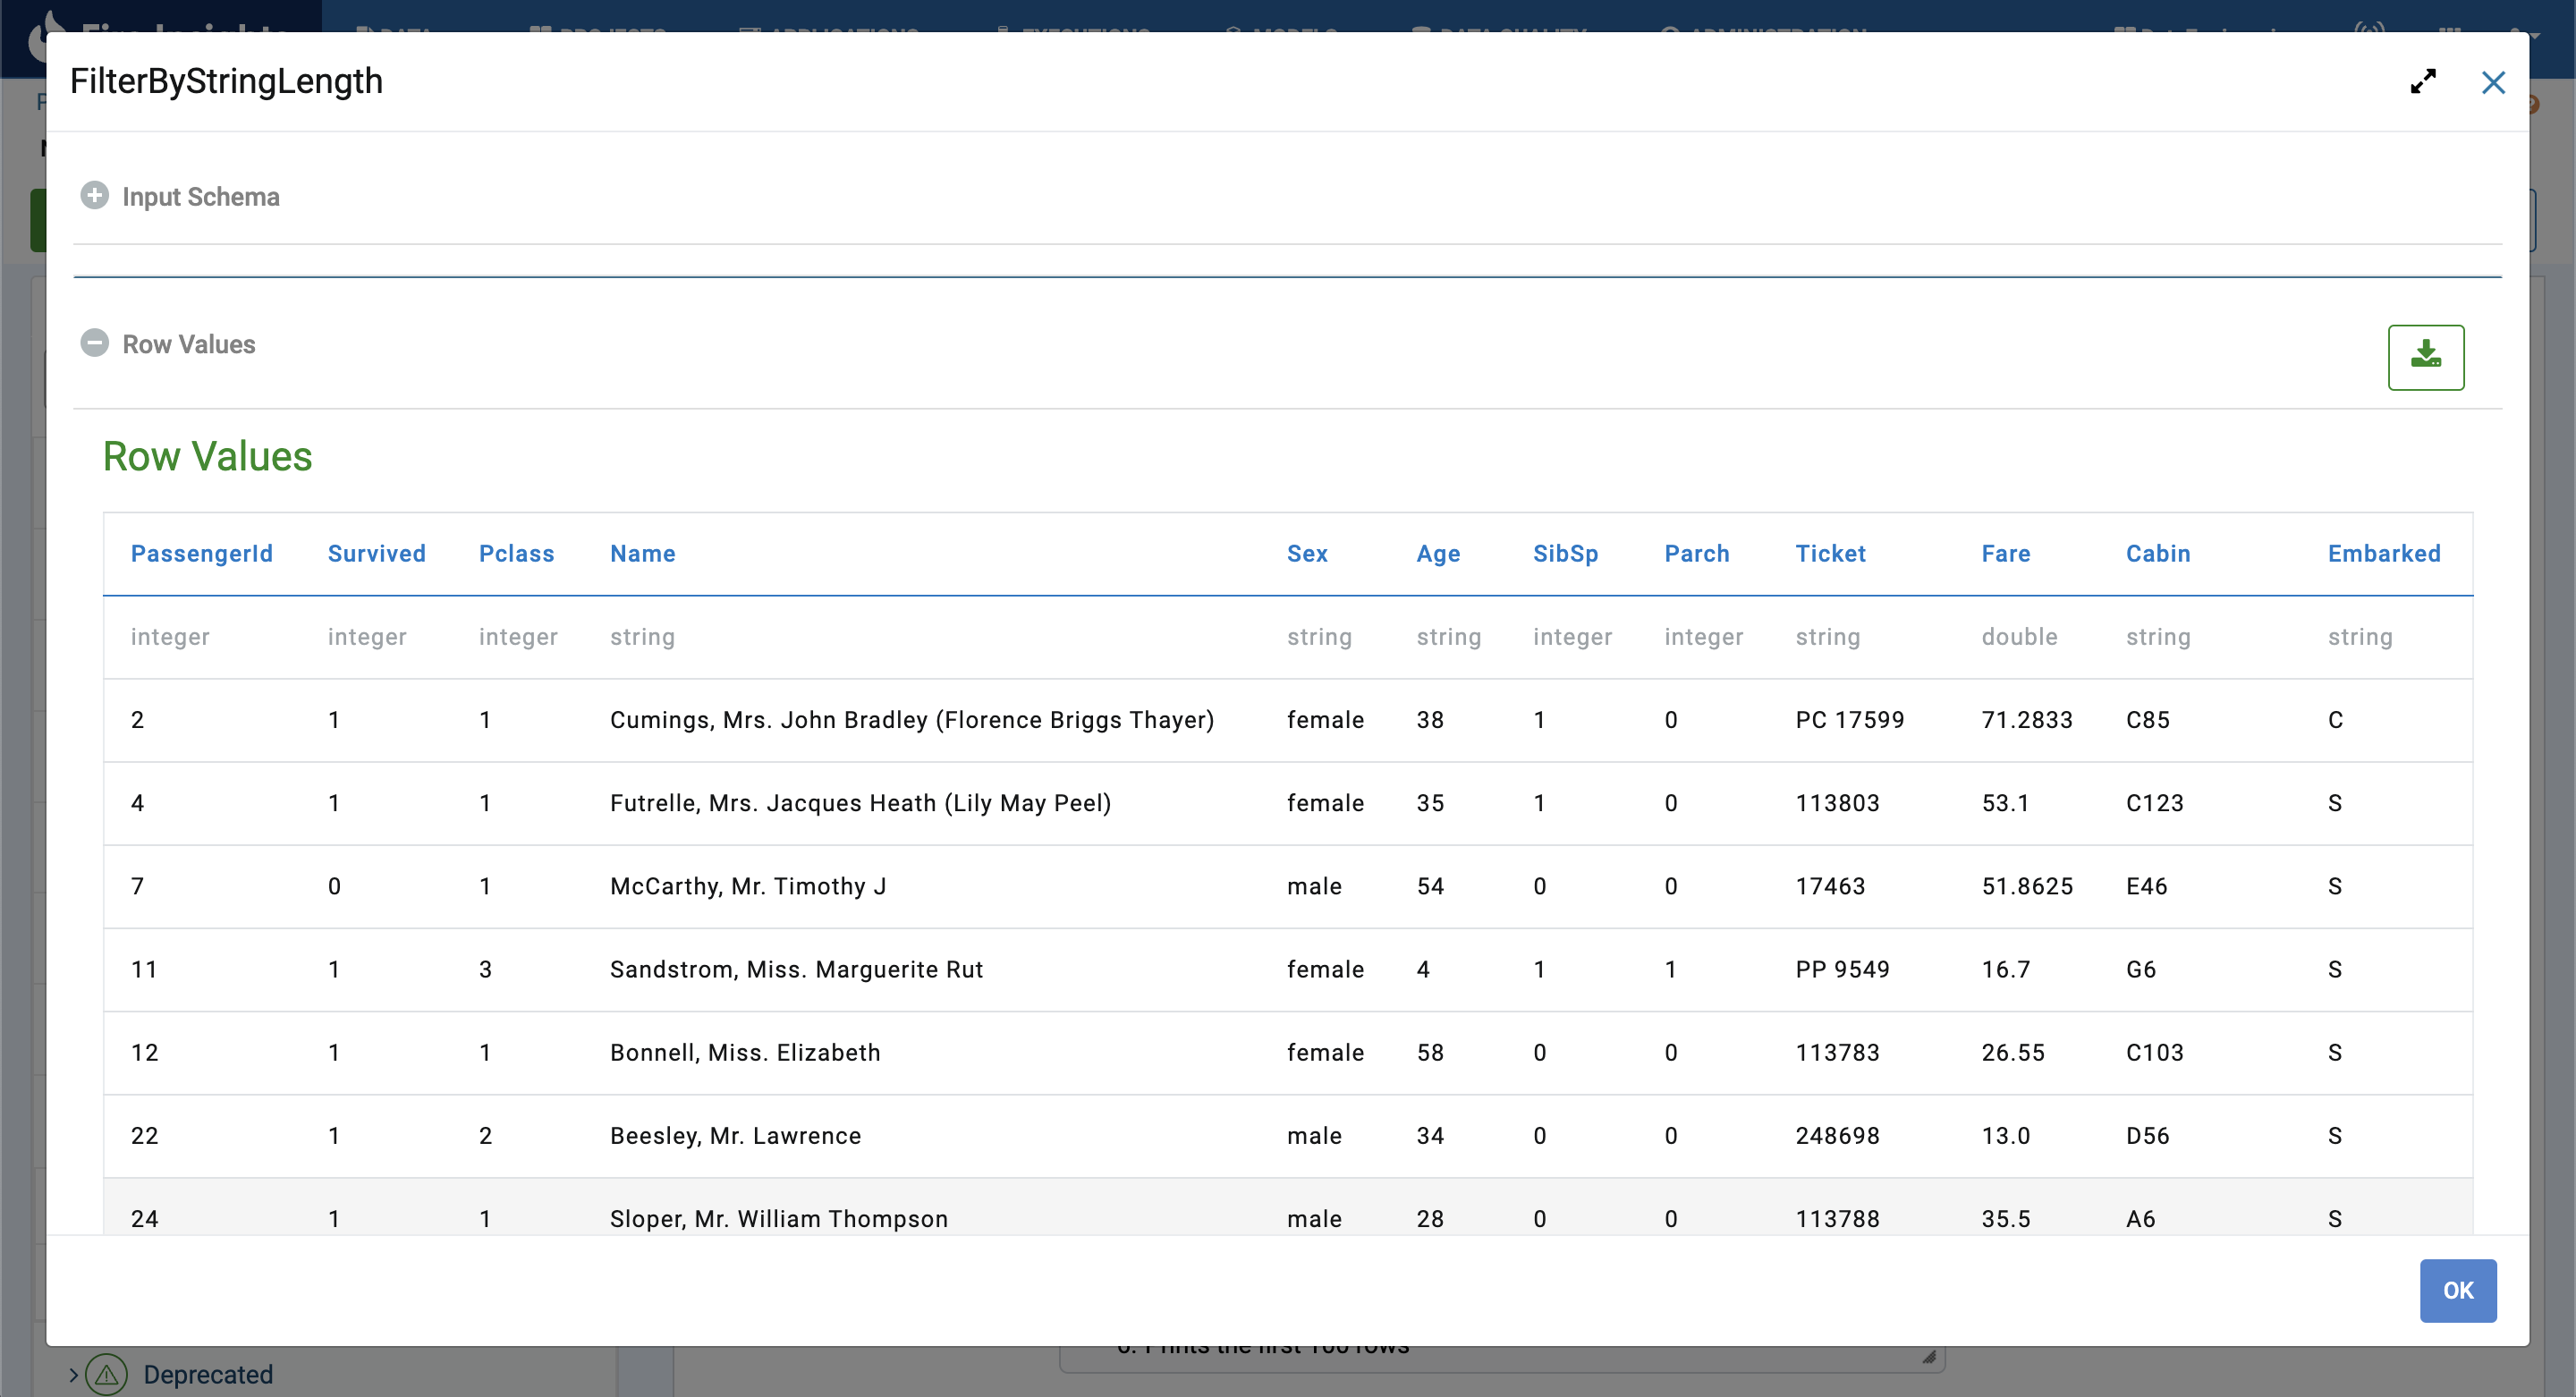 FilterByStringLength
Input Schema
Row Values
Row Values
PassengerId Survived Pclass Name Sex Age SibSp Parch Ticket Fare Cabin Embarked
integer integer integer string string string integer integer string double string string
2 1 1 Cumings, Mrs. John Bradley (Florence Briggs Thayer) female 38 1 0 PC 17599 71.2833 C85 C
4 1 1 Futrelle, Mrs. Jacques Heath (Lily May Peel) female 35 1 0 113803 53.1 C123 S
7 0 1 McCarthy, Mr. Timothy J male 54 0 0 17463 51.8625 E46 S
11 1 3 Sandstrom, Miss. Marguerite Rut female 4 1 1 PP 9549 16.7 G6 S
12 1 1 Bonnell, Miss. Elizabeth female 58 0 0 113783 26.55 C103 S
22 1 2 Beesley, Mr. Lawrence male 34 0 0 248698 13.0 D56 S
24 1 1 Sloper, Mr. William Thompson male 28 0 0 113788 35.5 A6 S
OK
Prints the first 100 rows
Deprecated